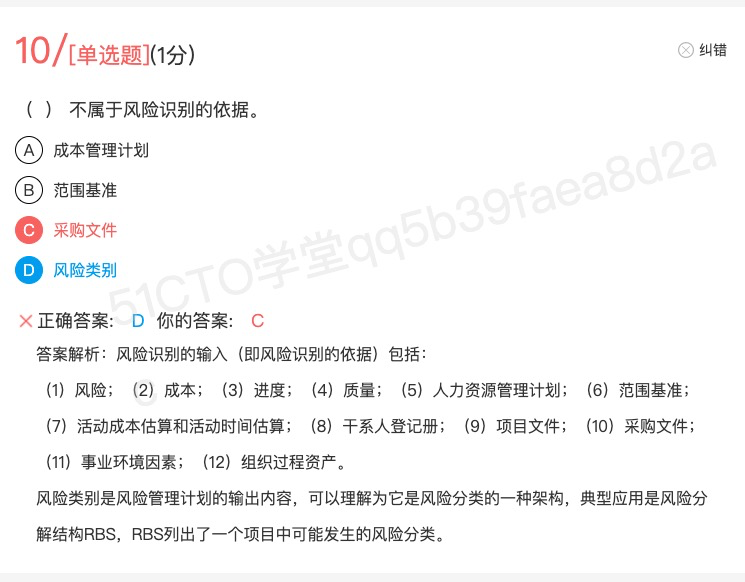 10/[单选题](1分)
纠错
（ ） 不属于风险识别的依据。
A 成本管理计划
B 范围基准
C 采购文件
D 风险类别
51CTO学堂qq5b39faea8d2a
正确答案： D 你的答案： C
答案解析：风险识别的输入（即风险识别的依据）包括：
（1）风险；（2）成本；（3）进度；（4）质量；（5）人力资源管理计划；（6）范围基准；
（7）活动成本估算和活动时间估算；（8）干系人登记册；（9）项目文件；（10）采购文件；
（11）事业环境因素；（12）组织过程资产。
风险类别是风险管理计划的输出内容，可以理解为它是风险分类的一种架构，典型应用是风险分
解结构RBS，RBS列出了一个项目中可能发生的风险分类。